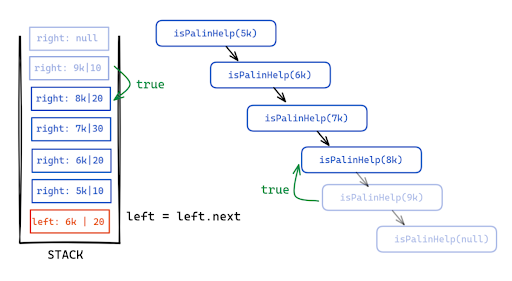 right: null
right: 9k|10
true
right: 8k|20
right: 7k|30
right: 6k|20
right: 5k|10
left: 6k | 20
left = left.next
STACK
isPalinHelp(5k)
isPalinHelp(6k)
isPalinHelp(7k)
isPalinHelp(8k)
true
isPalinHelp(9k)
isPalinHelp(null)